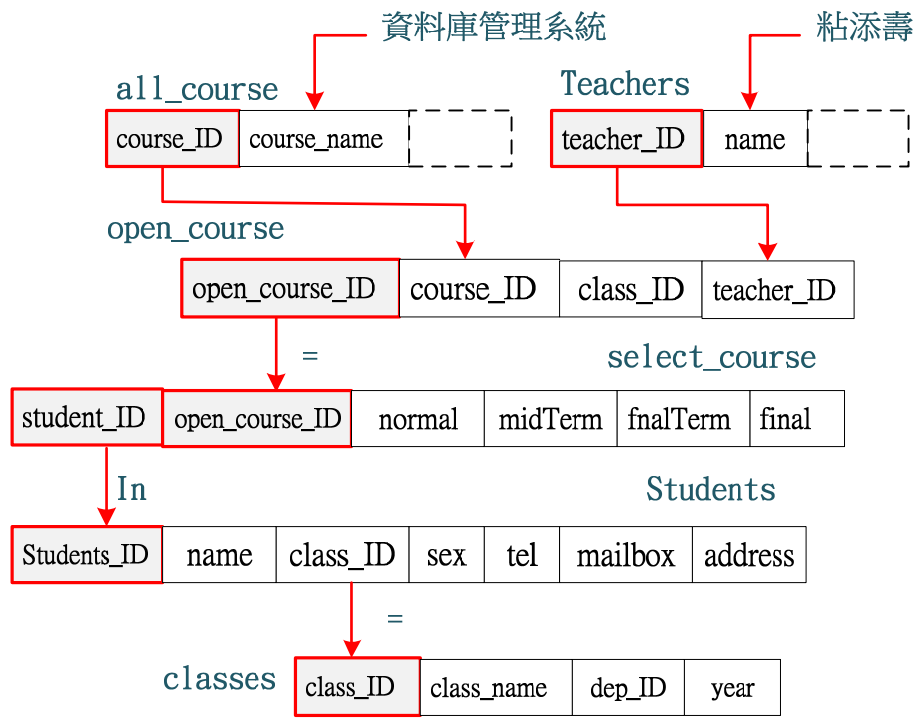 資料庫管理系統 粘添壽
all_course Teachers
course_ID course_name teacher_ID name
open_course
open_course_ID course_ID class_ID teacher_ID
= select_course
student_ID open_course_ID normal midTerm fnalTerm final
In Students
Students_ID name class_ID sex tel mailbox address
=
classes class_ID class_name dep_ID year